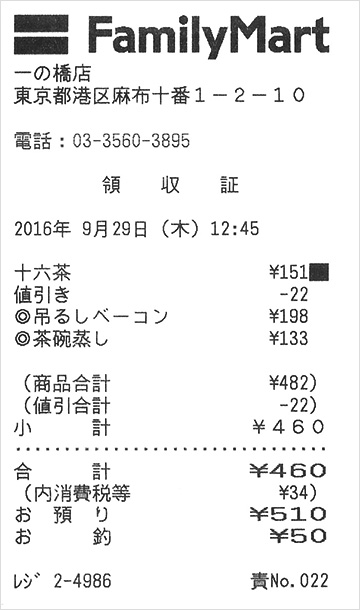 FamilyMart
一の橋店
東京都港区麻布十番1-2-10
電話:03-3560-3895
領 収 証
2016年 9月29日(木)12:45
十六茶 ¥151■
値引き -22
◎吊るしベーコン ¥198
◎茶碗蒸し ¥133
(商品合計 ¥482)
(値引合計 -22)
小 計 ¥460
合 計 ¥460
(内消費税等 ¥34)
お 預 り ¥510
お 釣 ¥50
レジ 2-4986 責No.022